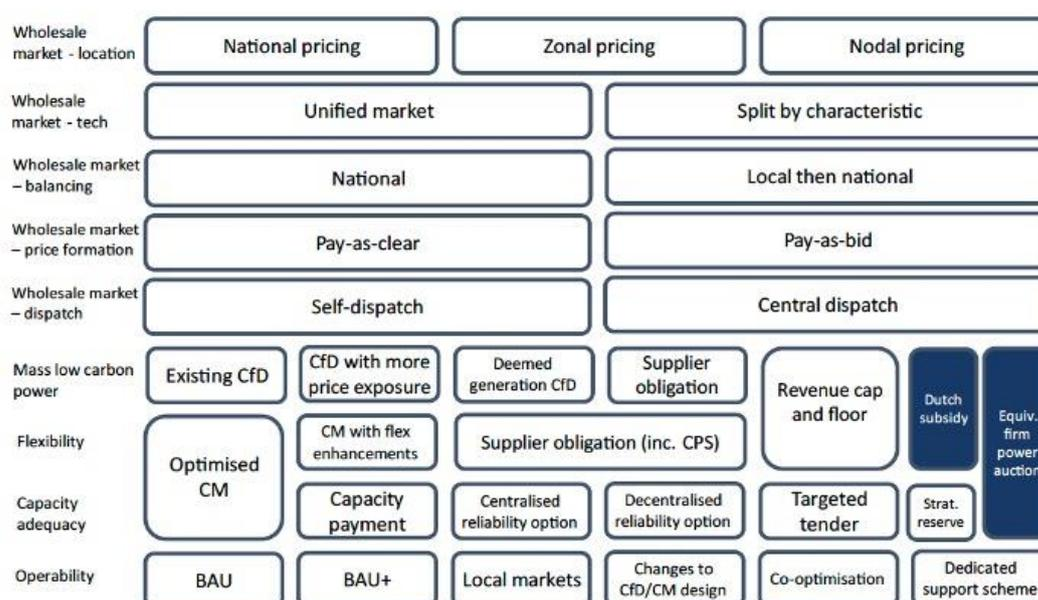 Wholesale
market - location
National pricing
Zonal pricing
Nodal pricing
Wholesale
market - tech
Unified market
Split by characteristic
Wholesale market
– balancing
National
Local then national
Wholesale market
– price formation
Pay-as-clear
Pay-as-bid
Wholesale market
– dispatch
Self-dispatch
Central dispatch
Mass low carbon
power
Existing CfD
CfD with more
price exposure
Deemed
generation CfD
Supplier
obligation
Revenue cap
and floor
Dutch
subsidy
Equiv.
firm
power
auction
Flexibility
Optimised
CM
CM with flex
enhancements
Supplier obligation (inc. CPS)
Capacity
adequacy
Capacity
payment
Centralised
reliability option
Decentralised
reliability option
Targeted
tender
Strat.
reserve
Operability
BAU
BAU+
Local markets
Changes to
CfD/CM design
Co-optimisation
Dedicated
support scheme